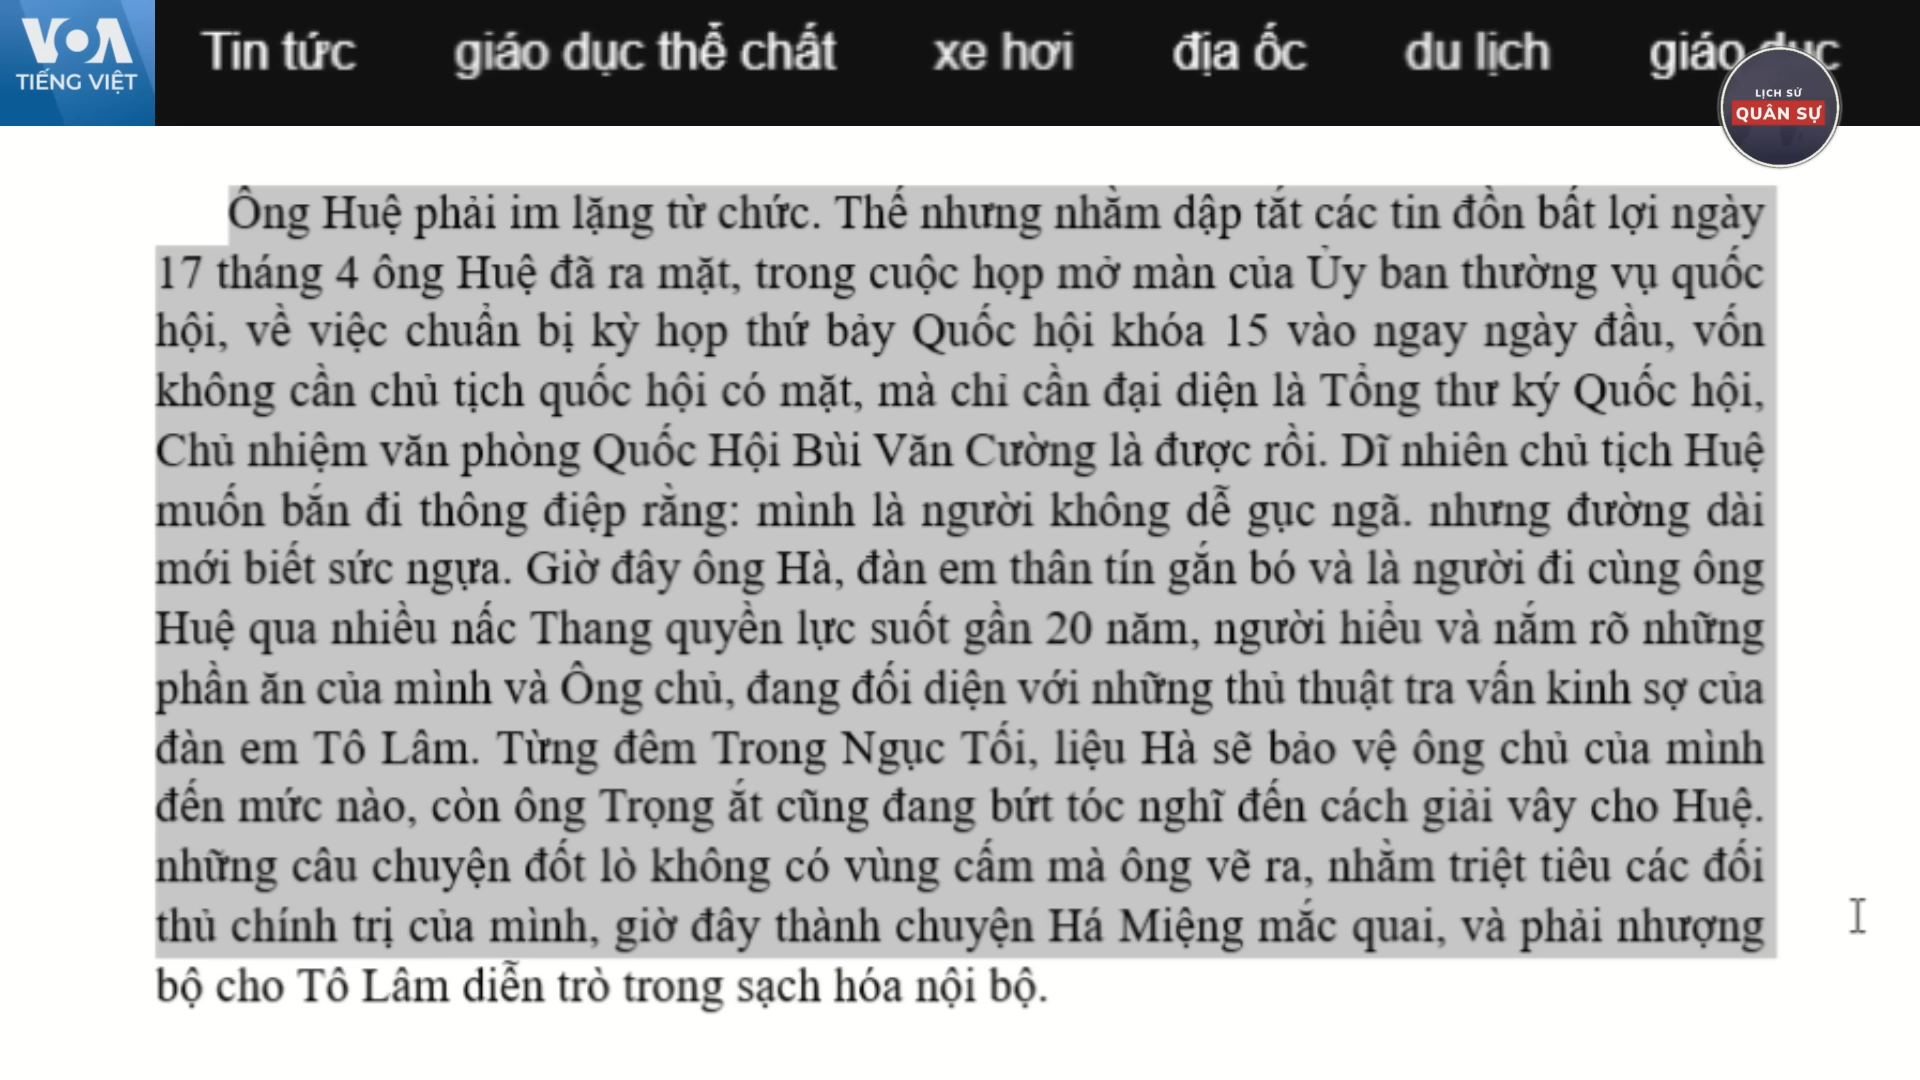 VOA
TIẾNG VIỆT
Tin tức giáo dục thể chất xe hơi địa ốc du lịch giáo dục
LỊCH SỬ
QUÂN SỰ
Ông Huệ phải im lặng từ chức. Thế nhưng nhằm dập tắt các tin đồn bất lợi ngày
17 tháng 4 ông Huệ đã ra mặt, trong cuộc họp mở màn của Ủy ban thường vụ quốc
hội, về việc chuẩn bị kỳ họp thứ bảy Quốc hội khóa 15 vào ngay ngày đầu, vốn
không cần chủ tịch quốc hội có mặt, mà chỉ cần đại diện là Tổng thư ký Quốc hội,
Chủ nhiệm văn phòng Quốc Hội Bùi Văn Cường là được rồi. Dĩ nhiên chủ tịch Huệ
muốn bắn đi thông điệp rằng: mình là người không dễ gục ngã. nhưng đường dài
mới biết sức ngựa. Giờ đây ông Hà, đàn em thân tín gắn bó và là người đi cùng ông
Huệ qua nhiều nấc Thang quyền lực suốt gần 20 năm, người hiểu và nắm rõ những
phần ăn của mình và Ông chủ, đang đối diện với những thủ thuật tra vấn kinh sợ của
đàn em Tô Lâm. Từng đêm Trong Ngục Tối, liệu Hà sẽ bảo vệ ông chủ của mình
đến mức nào, còn ông Trọng ắt cũng đang bứt tóc nghĩ đến cách giải vây cho Huệ.
những câu chuyện đốt lò không có vùng cấm mà ông vẽ ra, nhằm triệt tiêu các đối
thủ chính trị của mình, giờ đây thành chuyện Há Miệng mắc quai, và phải nhượng
bộ cho Tô Lâm diễn trò trong sạch hóa nội bộ.